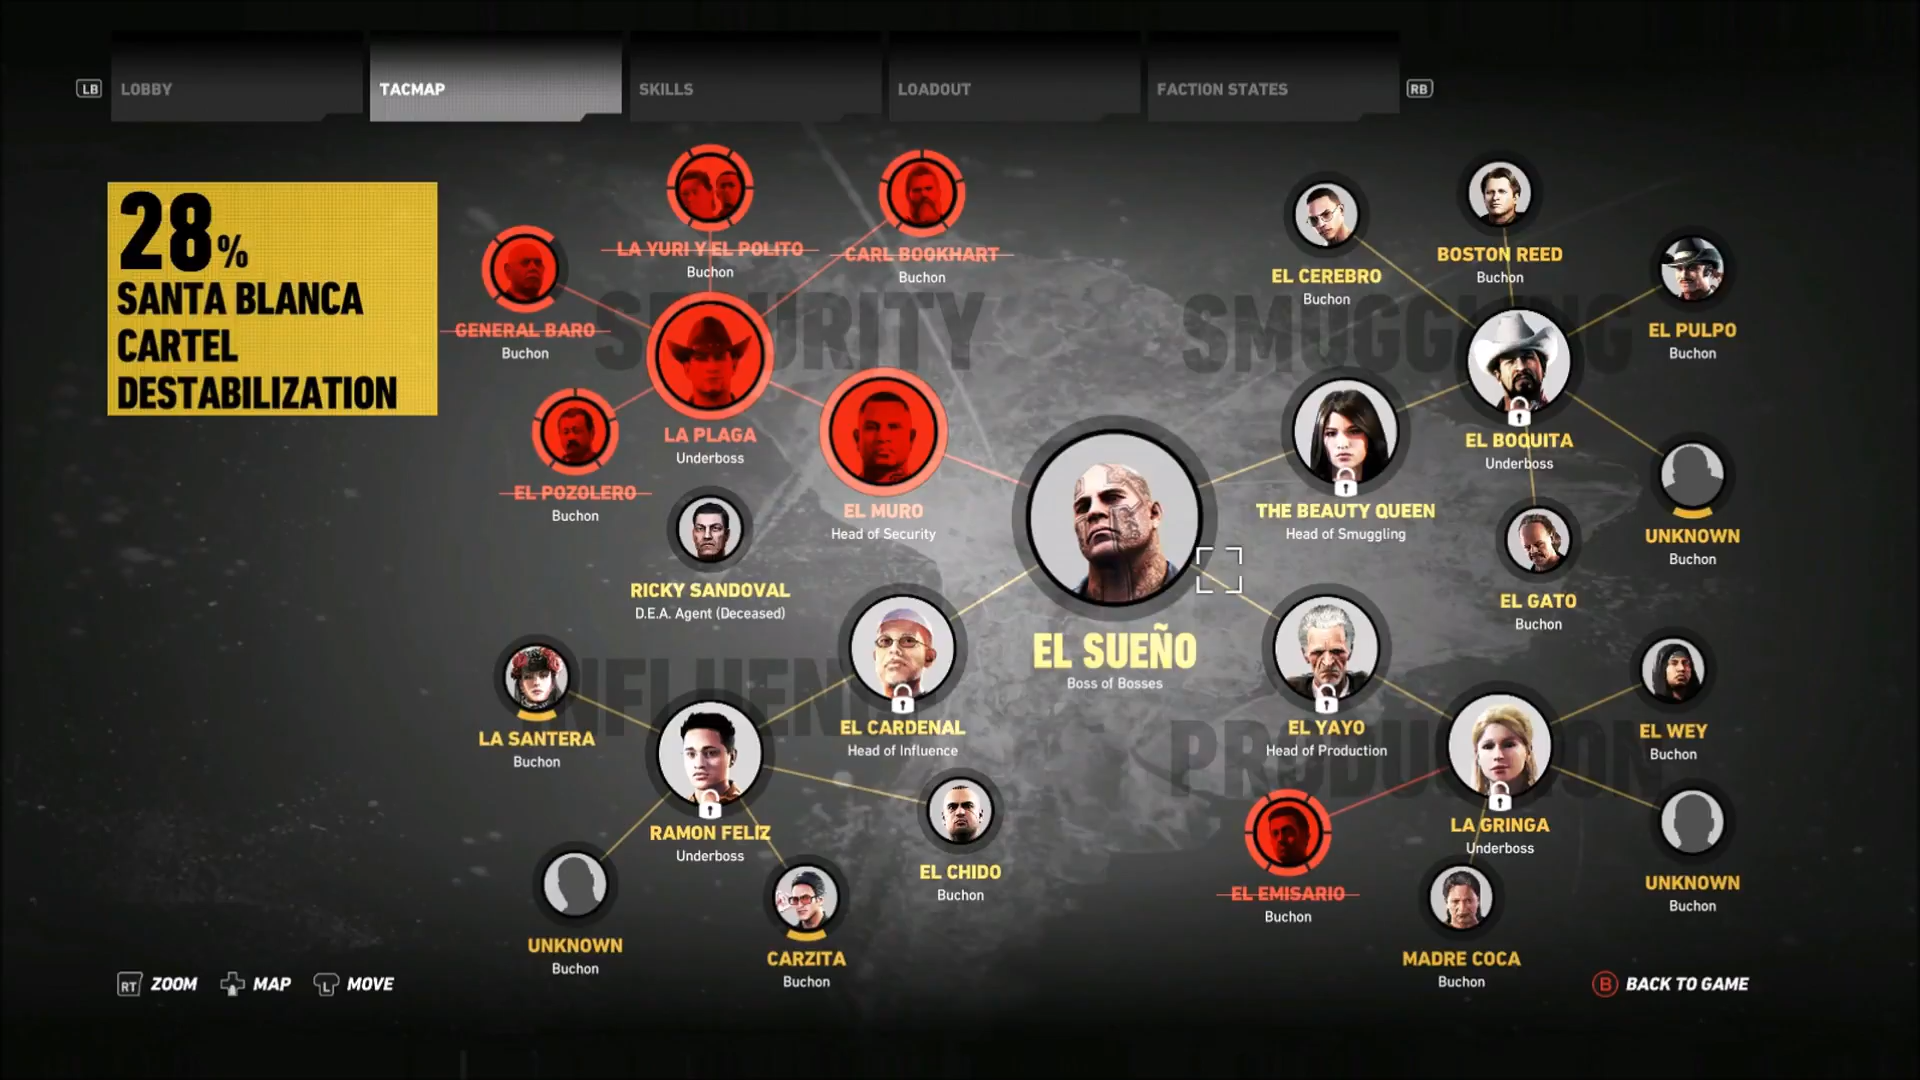 LB
LOBBY
TACMAP
SKILLS
LOADOUT
FACTION STATES
RB
28%
SANTA BLANCA
CARTEL
DESTABILIZATION
SECURITY
SMUGGLING
INFLUENCE
PRODUCTION
LA YURI Y EL POLITO
Buchon
CARL BOOKHART
Buchon
GENERAL BARO
Buchon
LA PLAGA
Underboss
EL POZOLERO
Buchon
EL MURO
Head of Security
RICKY SANDOVAL
D.E.A. Agent (Deceased)
EL CEREBRO
Buchon
BOSTON REED
Buchon
EL PULPO
Buchon
EL BOQUITA
Underboss
THE BEAUTY QUEEN
Head of Smuggling
UNKNOWN
Buchon
EL GATO
Buchon
EL SUEÑO
Boss of Bosses
LA SANTERA
Buchon
EL CARDENAL
Head of Influence
RAMON FELIZ
Underboss
EL CHIDO
Buchon
UNKNOWN
Buchon
CARZITA
Buchon
EL YAYO
Head of Production
EL WEY
Buchon
LA GRINGA
Underboss
EL EMISARIO
Buchon
UNKNOWN
Buchon
MADRE COCA
Buchon
RT ZOOM
MAP
L MOVE
B BACK TO GAME